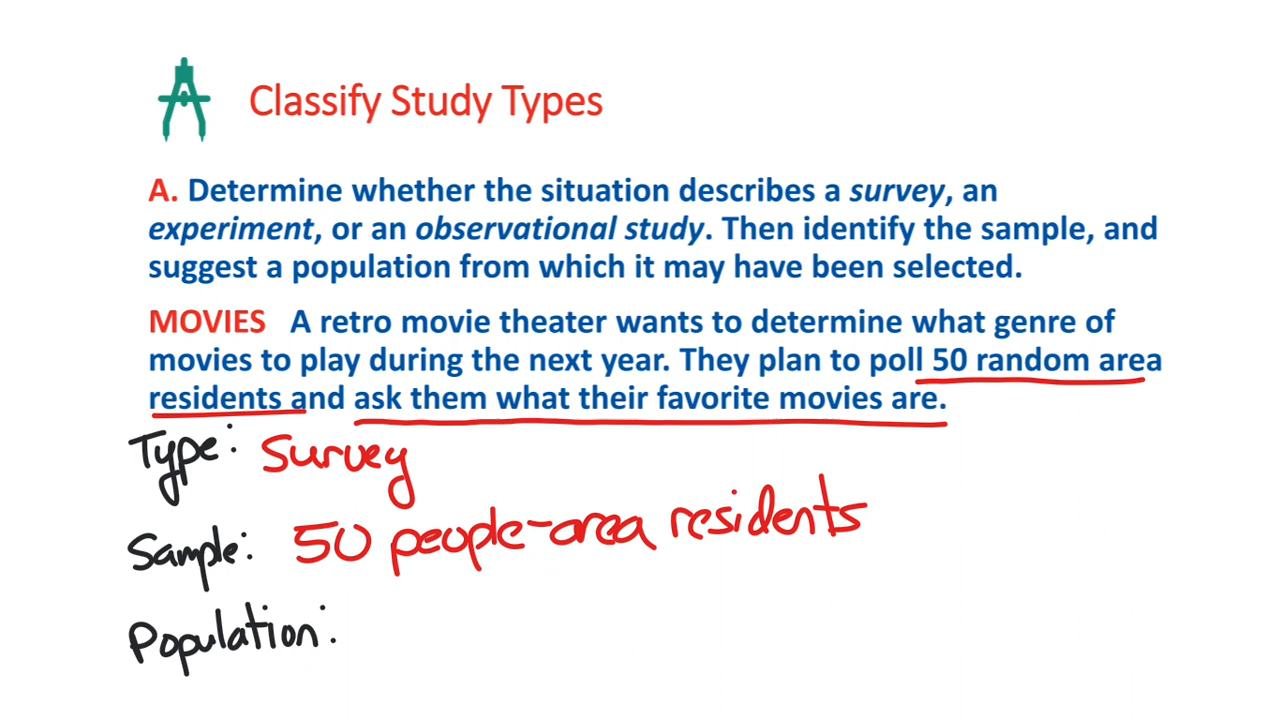 Classify Study Types
A. Determine whether the situation describes a survey, an
experiment, or an observational study. Then identify the sample, and
suggest a population from which it may have been selected.
MOVIES A retro movie theater wants to determine what genre of
movies to play during the next year. They plan to poll 50 random area
residents and ask them what their favorite movies are.
Type: Survey
Sample: 50 people-area residents
Population: